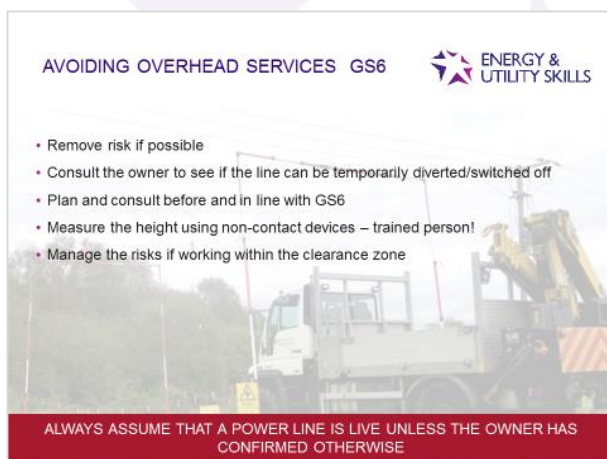 AVOIDING OVERHEAD SERVICES GS6
ENERGY &
UTILITY SKILLS
• Remove risk if possible
• Consult the owner to see if the line can be temporarily diverted/switched off
• Plan and consult before and in line with GS6
• Measure the height using non-contact devices – trained person!
• Manage the risks if working within the clearance zone
ALWAYS ASSUME THAT A POWER LINE IS LIVE UNLESS THE OWNER HAS
CONFIRMED OTHERWISE